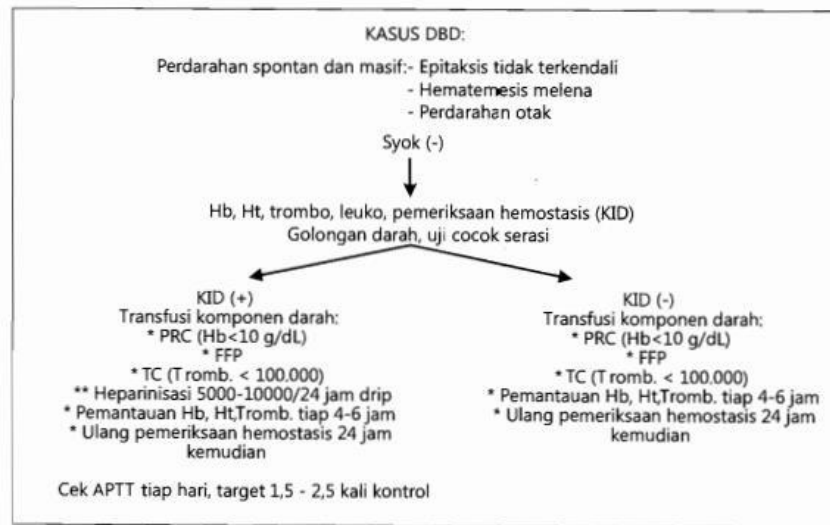 KASUS DBD:
Perdarahan spontan dan masif:- Epitaksis tidak terkendali
- Hematemesis melena
- Perdarahan otak
Syok (-)
Hb, Ht, trombo, leuko, pemeriksaan hemostasis (KID)
Golongan darah, uji cocok serasi
KID (+)
Transfusi komponen darah:
* PRC (Hb<10 g/dL)
* FFP
* TC (Tromb. < 100.000)
** Heparinisasi 5000-10000/24 jam drip
* Pemantauan Hb, Ht,Tromb. tiap 4-6 jam
* Ulang pemeriksaan hemostasis 24 jam
kemudian
KID (-)
Transfusi komponen darah:
* PRC (Hb<10 g/dL)
* FFP
* TC (Tromb. < 100.000)
* Pemantauan Hb, Ht,Tromb. tiap 4-6 jam
* Ulang pemeriksaan hemostasis 24 jam
kemudian
Cek APTT tiap hari, target 1,5 - 2,5 kali kontrol